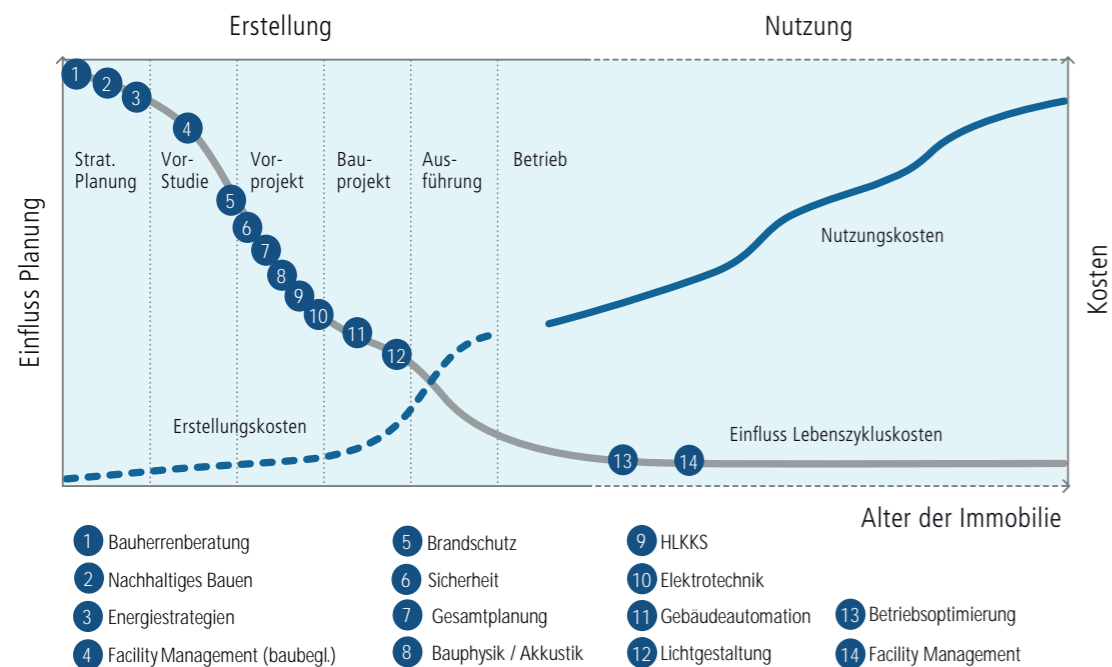 Erstellung
Nutzung
Einfluss Planung
Kosten
1
2
3
4
5
6
7
8
9
10
11
12
13
14
Strat.
Planung
Vor-
Studie
Vor-
projekt
Bau-
projekt
Aus-
führung
Betrieb
Nutzungskosten
Erstellungskosten
Einfluss Lebenszykluskosten
Alter der Immobilie
1 Bauherrenberatung
2 Nachhaltiges Bauen
3 Energiestrategien
4 Facility Management (baubegl.)
5 Brandschutz
6 Sicherheit
7 Gesamtplanung
8 Bauphysik / Akkustik
9 HLKKS
10 Elektrotechnik
11 Gebäudeautomation
12 Lichtgestaltung
13 Betriebsoptimierung
14 Facility Management